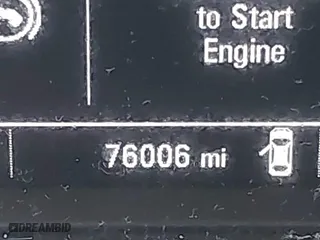 to Start
Engine
76006 mi
DREAMBID